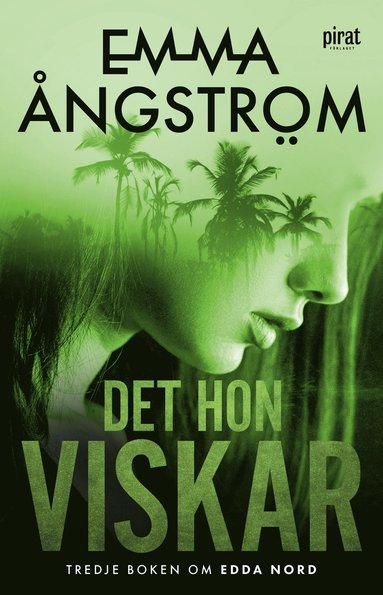 EMMA
ÅNGSTRÖM
pirat
FÖRLAGET
DET HON
VISKAR
TREDJE BOKEN OM EDDA NORD